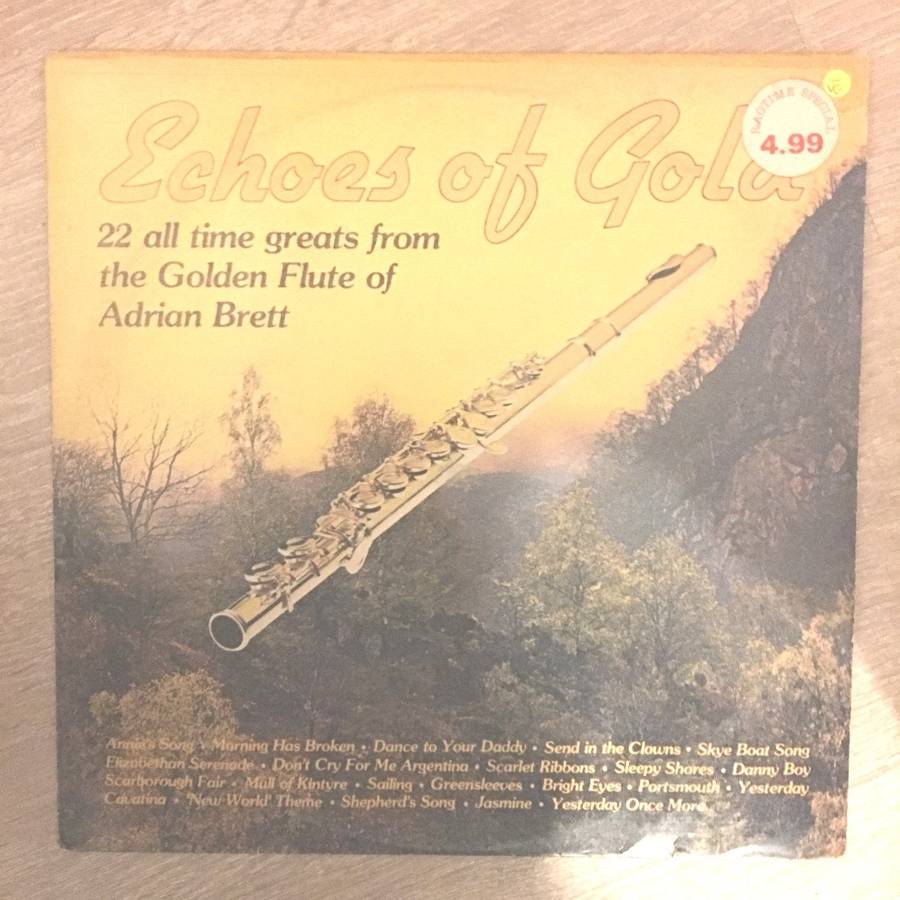 Echoes of Gold
RAGTIME SPECIAL
4.99
VG
22 all time greats from
the Golden Flute of
Adrian Brett
Annie's Song • Morning Has Broken • Dance to Your Daddy • Send in the Clowns • Skye Boat Song
Elizabethan Serenade • Don't Cry For Me Argentina • Scarlet Ribbons • Sleepy Shores • Danny Boy
Scarborough Fair • Mull of Kintyre • Sailing • Greensleeves • Bright Eyes • Portsmouth • Yesterday
Cavatina • 'New World' Theme • Shepherd's Song • Jasmine • Yesterday Once More